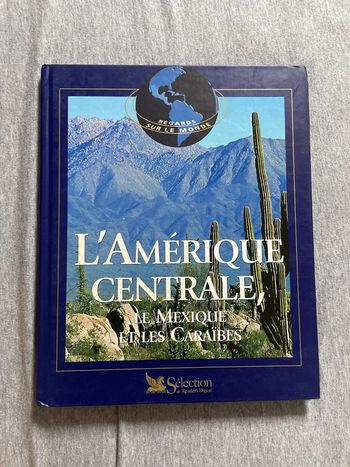 REGARDS
SUR LE MONDE
L'AMÉRIQUE
CENTRALE,
LE MEXIQUE
ET LES CARAÏBES
Sélection
du Reader's Digest